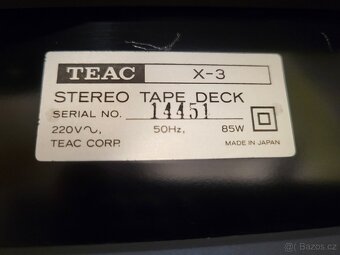 TEAC X-3
STEREO TAPE DECK
SERIAL NO. 14451
220V~, 50Hz, 85W
TEAC CORP. MADE IN JAPAN
© Bazos.cz